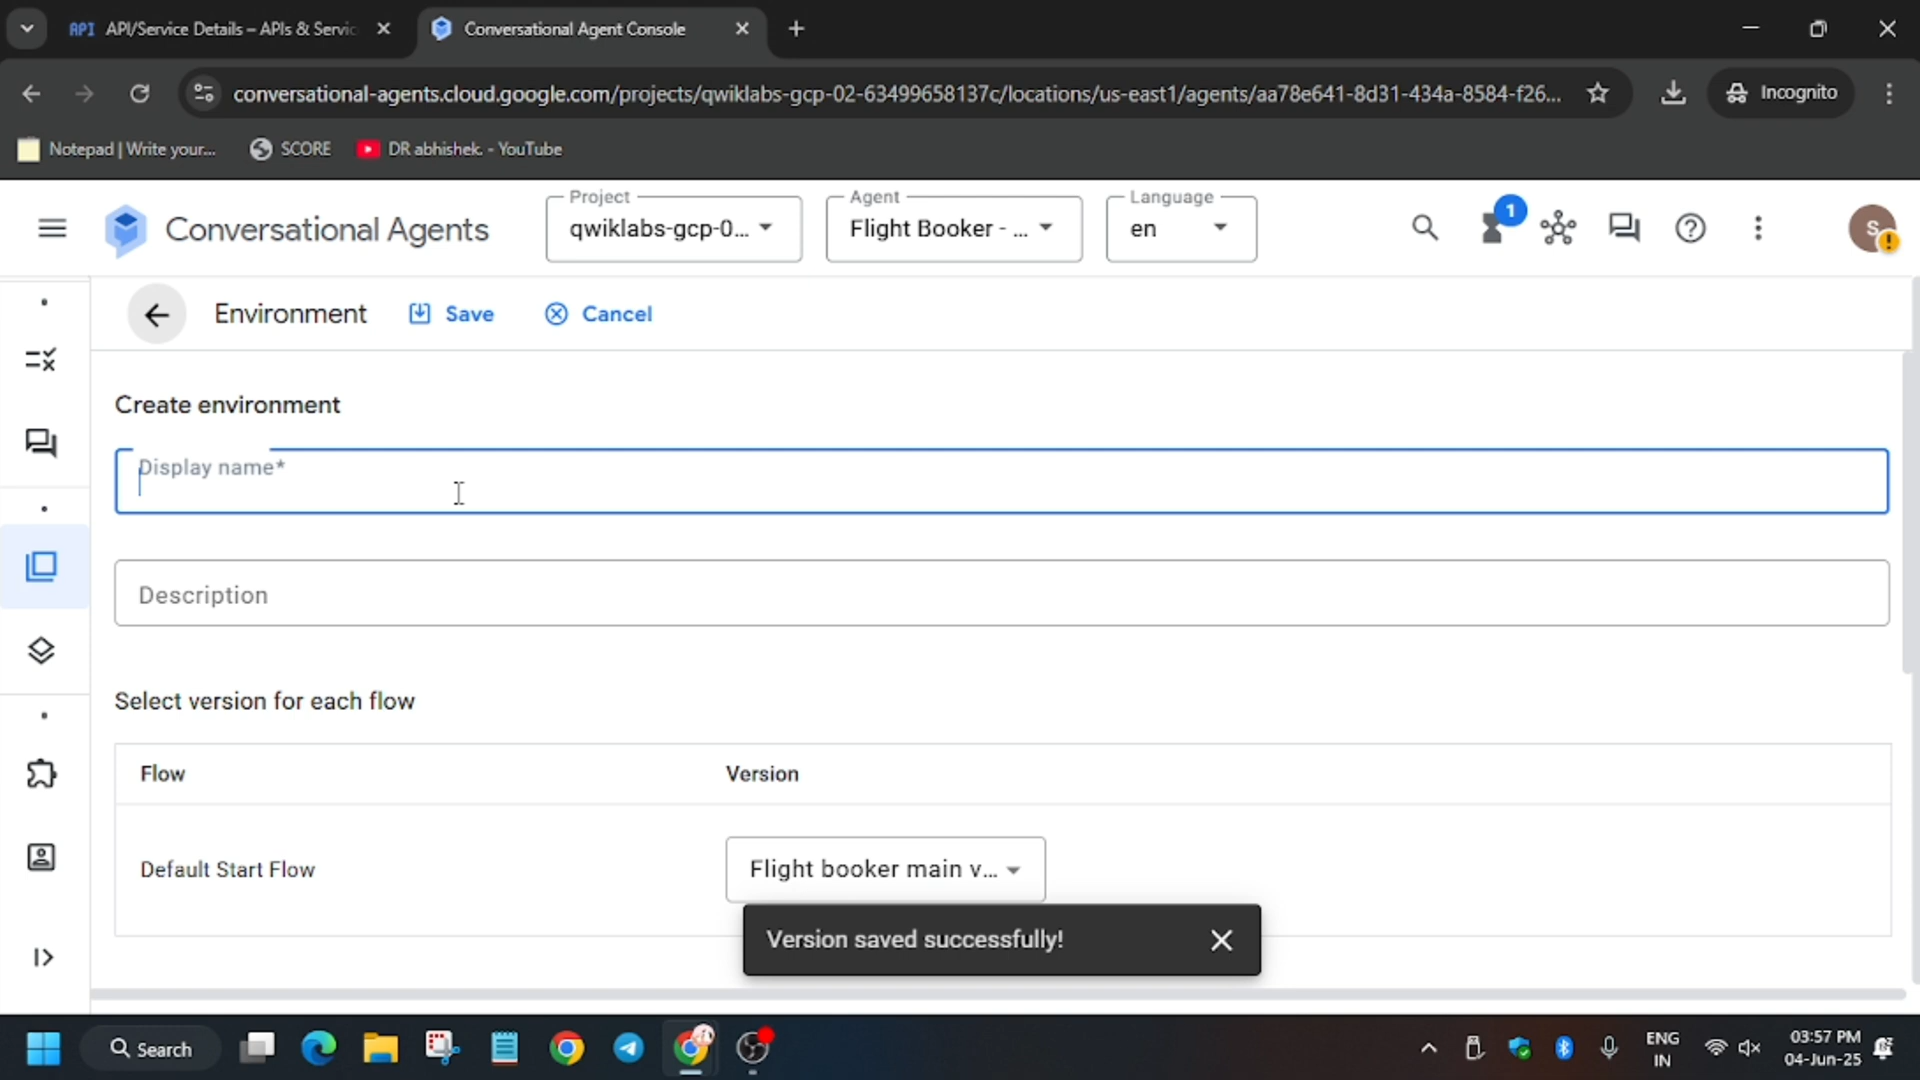 API API/Service Details – APIs & Servic
Conversational Agent Console
conversational-agents.cloud.google.com/projects/qwiklabs-gcp-02-63499658137c/locations/us-east1/agents/aa78e641-8d31-434a-8584-f26...
Incognito
Notepad | Write your...
SCORE
DR abhishek. - YouTube
Conversational Agents
Project
qwiklabs-gcp-0...
Agent
Flight Booker - ...
Language
en
1
S
Environment
Save
Cancel
Create environment
Display name*
Description
Select version for each flow
Flow
Version
Default Start Flow
Flight booker main v...
Version saved successfully!
Search
ENG
IN
03:57 PM
04-Jun-25